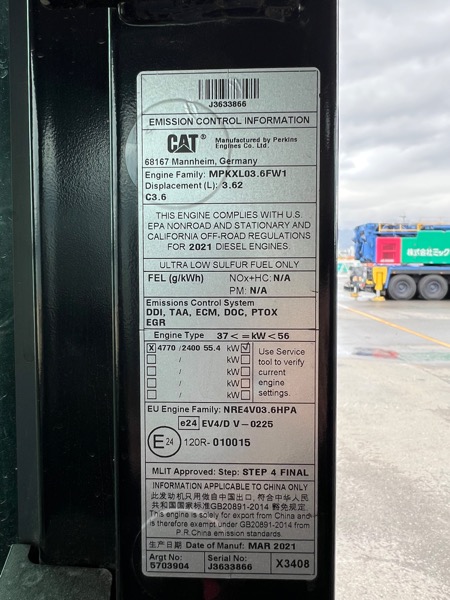 J3633866
EMISSION CONTROL INFORMATION
CAT® Manufactured by Perkins Engines Co. Ltd.
68167 Mannheim, Germany
Engine Family: MPKXL03.6FW1
Displacement (L): 3.62
C3.6
THIS ENGINE COMPLIES WITH U.S.
EPA NONROAD AND STATIONARY AND
CALIFORNIA OFF-ROAD REGULATIONS
FOR 2021 DIESEL ENGINES.
ULTRA LOW SULFUR FUEL ONLY
FEL (g/kWh) NOx+HC: N/A
PM: N/A
Emissions Control System
DDI, TAA, ECM, DOC, PTOX
EGR
Engine Type 37 <= kW < 56
X 4770 /2400 55.4 kW
/ kW Use Service
/ kW tool to verify
/ kW current
/ kW engine
settings.
EU Engine Family: NRE4V03.6HPA
e24 EV4/D V-0225
E24 120R-010015
MLIT Approved: Step: STEP 4 FINAL
INFORMATION APPLICABLE TO CHINA ONLY
此发动机只用做自中国出口, 符合中华人民
共和国国家标准GB20891-2014 豁免规定
This engine is solely for export from China and
is therefore exempt under GB20891-2014 from
P.R.China emission requirement
生产日期 Date of Manuf: MAR 2021
Argt No: Serial No: X3408
5703904 J3633866
株式会社ミック